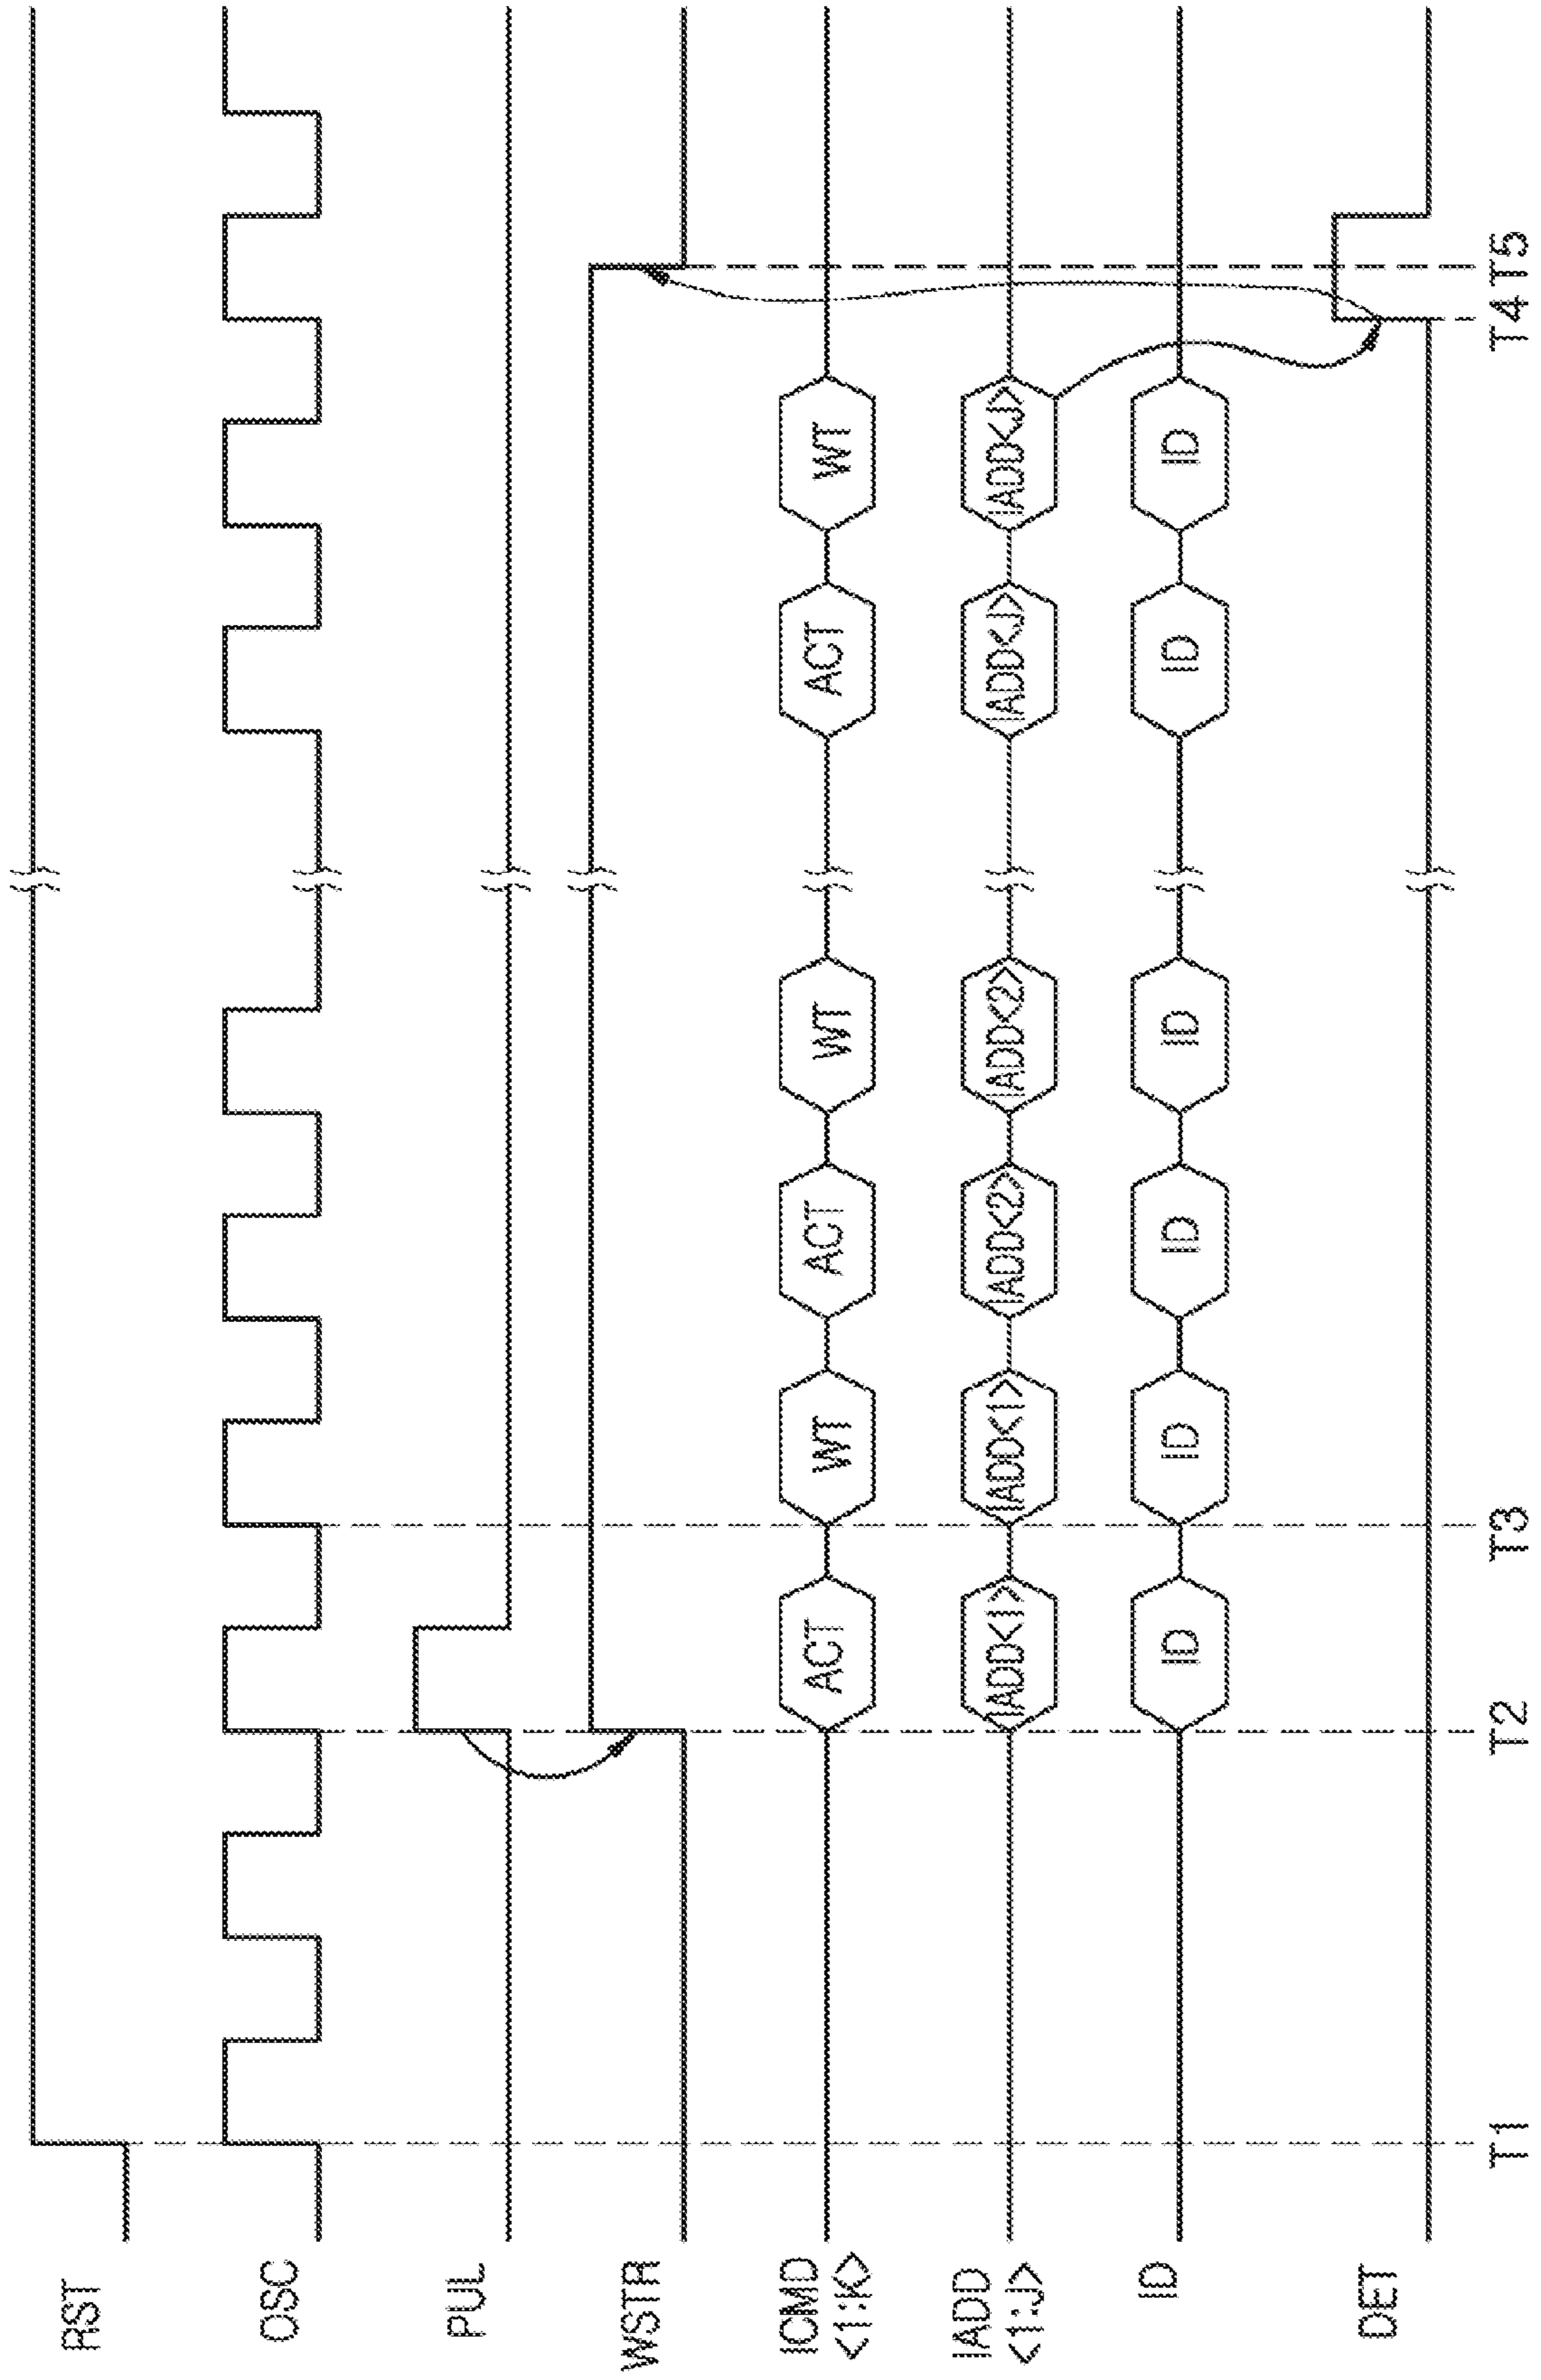 RST
OSC
PUL
WSTR
ICMD
<1:K>
ACT
WT
ACT
WT
ACT
WT
IADD
<1:J>
IADD<1>
IADD<1>
IADD<2>
IADD<2>
IADD<J>
IADD<J>
ID
ID
ID
ID
ID
ID
ID
DET
T1
T2
T3
T4
T5